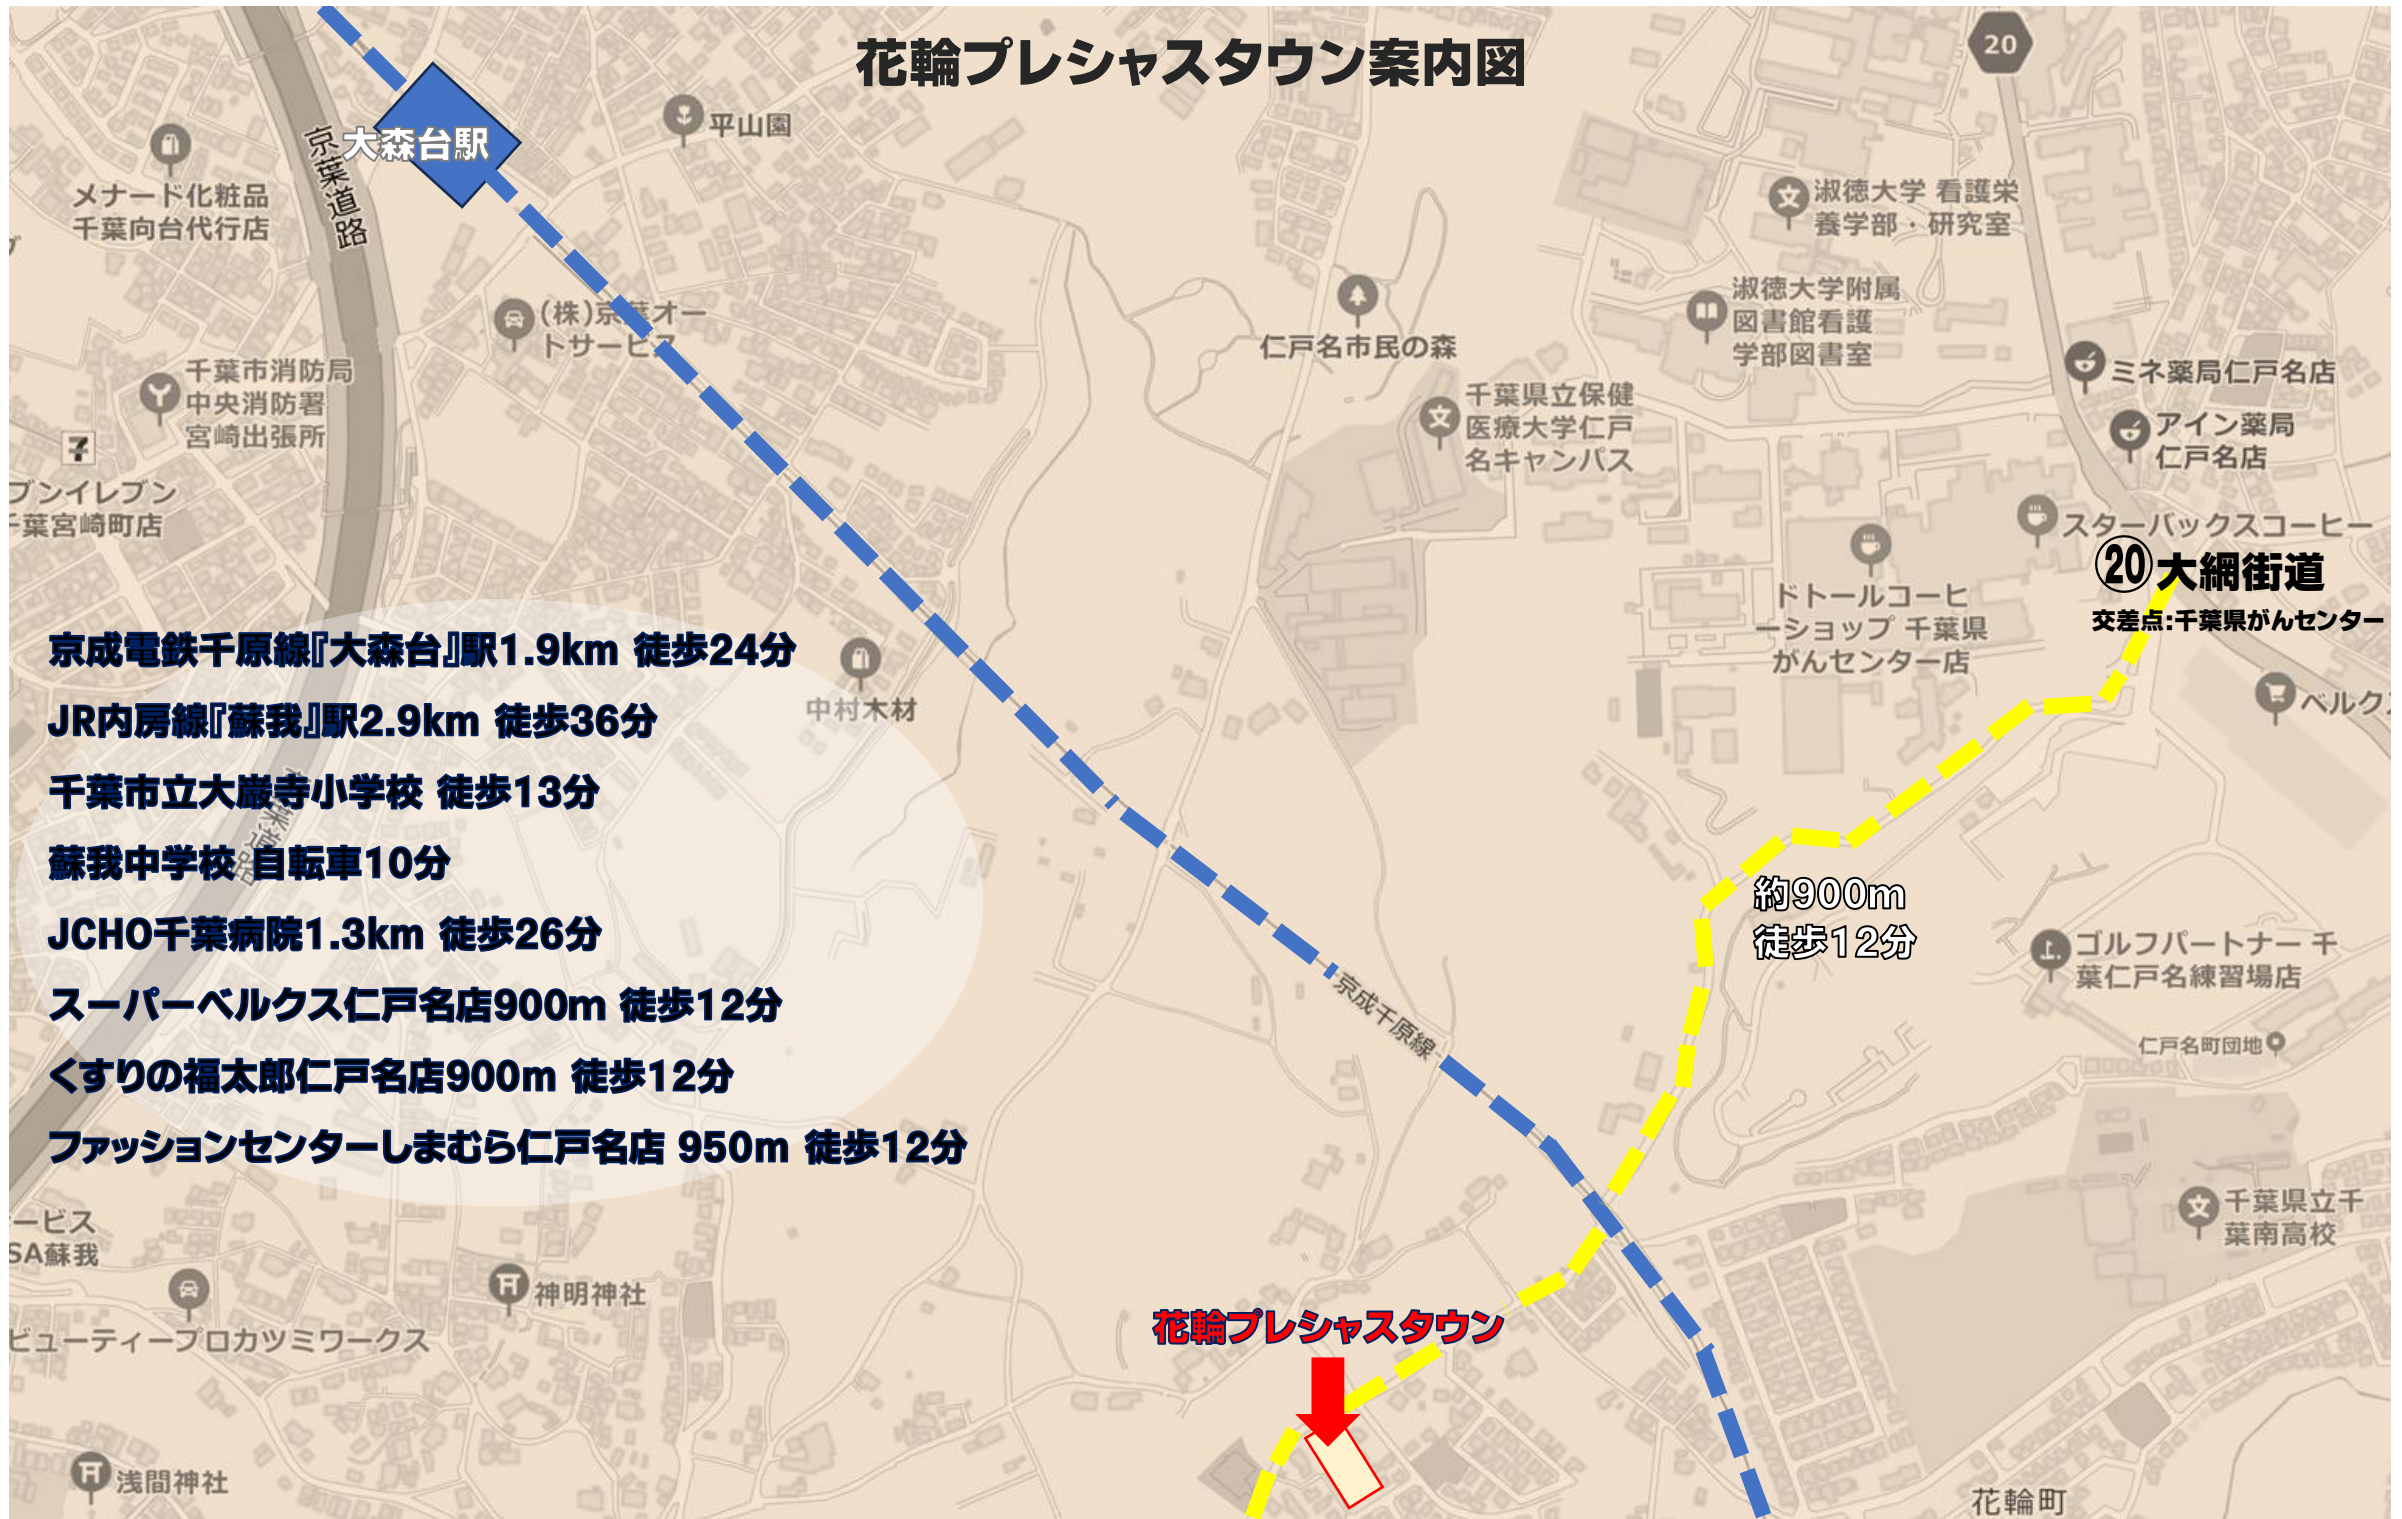 花輪プレシャスタウン案内図
20
大森台駅
京葉道路
平山園
メナード化粧品
千葉向台代行店
淑徳大学 看護栄
養学部・研究室
(株)京葉オー
トサービス
仁戸名市民の森
淑徳大学附属
図書館看護
学部図書室
千葉市消防局
中央消防署
宮崎出張所
千葉県立保健
医療大学仁戸
名キャンパス
ミネ薬局仁戸名店
アイン薬局
仁戸名店
ブンイレブン
千葉宮崎町店
スターバックスコーヒー
⑳大網街道
交差点:千葉県がんセンター
ドトールコーヒ
ーショップ 千葉県
がんセンター店
ベルクス
中村木材
京成電鉄千原線『大森台』駅1.9km 徒歩24分
JR内房線『蘇我』駅2.9km 徒歩36分
千葉市立大巌寺小学校 徒歩13分
蘇我中学校 自転車10分
JCHO千葉病院1.3km 徒歩26分
スーパーベルクス仁戸名店900m 徒歩12分
くすりの福太郎仁戸名店900m 徒歩12分
ファッションセンターしまむら仁戸名店 950m 徒歩12分
京葉道路
約900m
徒歩12分
ゴルフパートナー 千
葉仁戸名練習場店
京成千原線
仁戸名町団地
千葉県立千
葉南高校
ービス
SA蘇我
神明神社
ビューティープロカツミワークス
花輪プレシャスタウン
浅間神社
花輪町